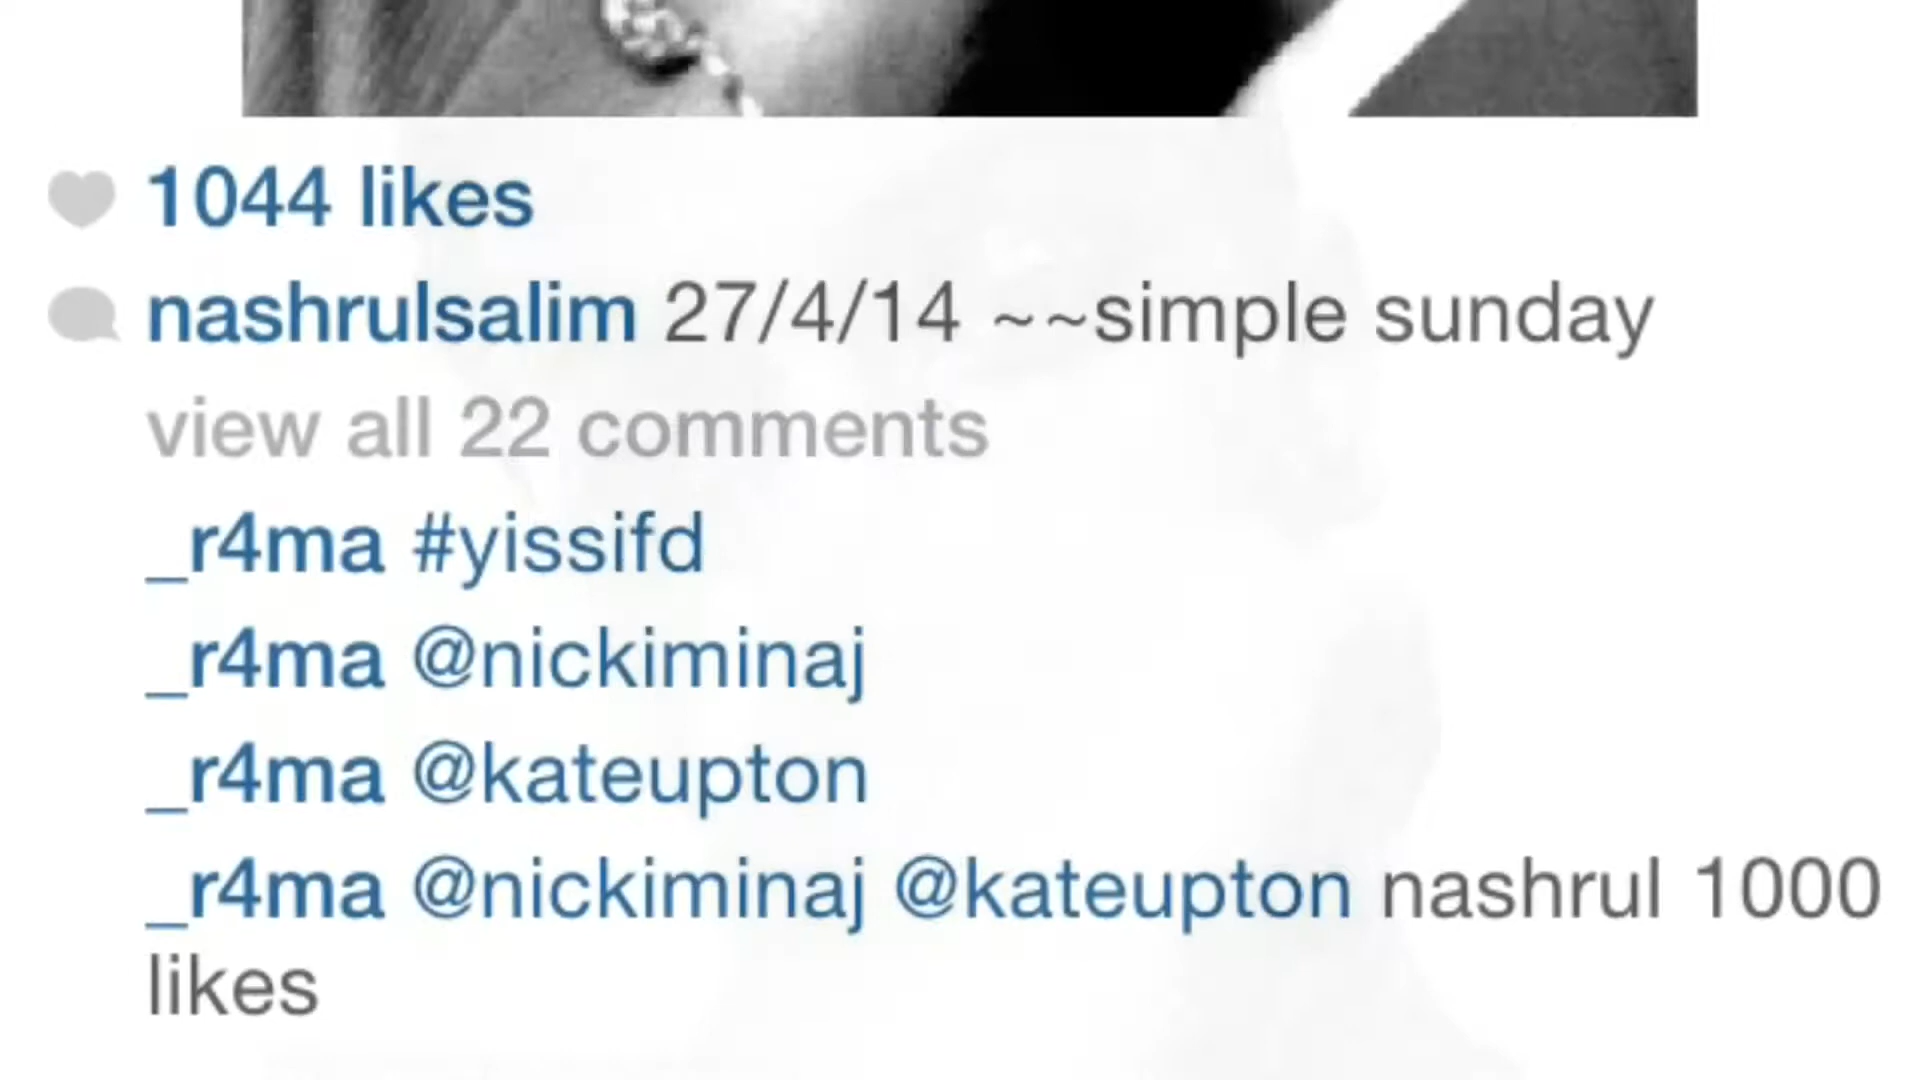 1044 likes
nashrulsalim 27/4/14 ~~simple sunday
view all 22 comments
_r4ma #yissifd
_r4ma @nickiminaj
_r4ma @kateupton
_r4ma @nickiminaj @kateupton nashrul 1000
likes